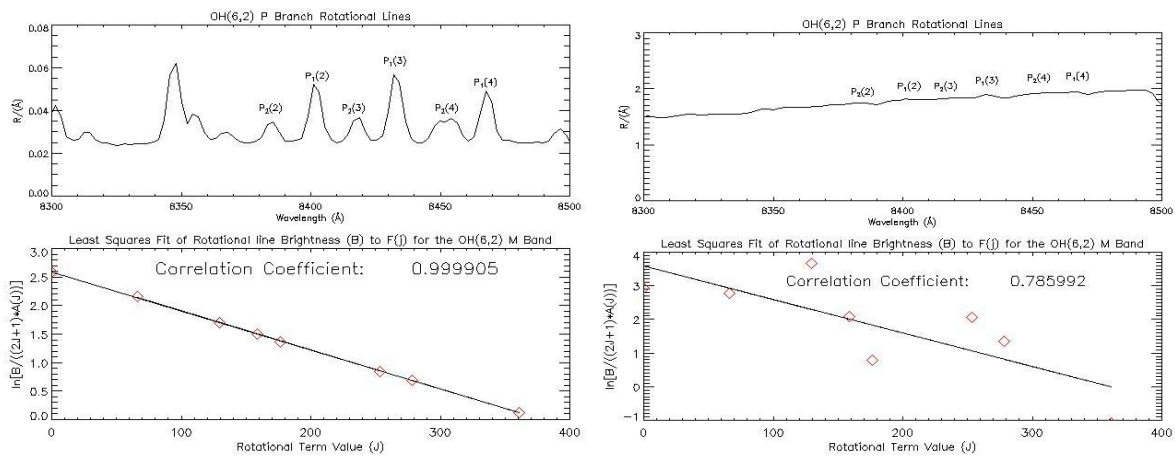 OH(6,2) P Branch Rotational Lines
0.08
0.06
0.04
0.02
0.00
R/(Å)
P₂(2)
P₁(2)
P₂(3)
P₁(3)
P₂(4)
P₁(4)
8300 8350 8400 8450 8500
Wavelength (Å)
OH(6,2) P Branch Rotational Lines
3
2
1
0
R/(Å)
P₂(2)
P₁(2)
P₂(3)
P₁(3)
P₂(4)
P₁(4)
8300 8350 8400 8450 8500
Wavelength (Å)
Least Squares Fit of Rotational line Brightness (B) to F(j) for the OH(6,2) M Band
Correlation Coefficient: 0.999905
3.0
2.5
2.0
1.5
1.0
0.5
0.0
ln[B/((2J+1)*A(J))]
0 100 200 300 400
Rotational Term Value (J)
Least Squares Fit of Rotational line Brightness (B) to F(j) for the OH(6,2) M Band
Correlation Coefficient: 0.785992
4
3
2
1
0
-1
ln[B/((2J+1)*A(J))]
0 100 200 300 400
Rotational Term Value (J)